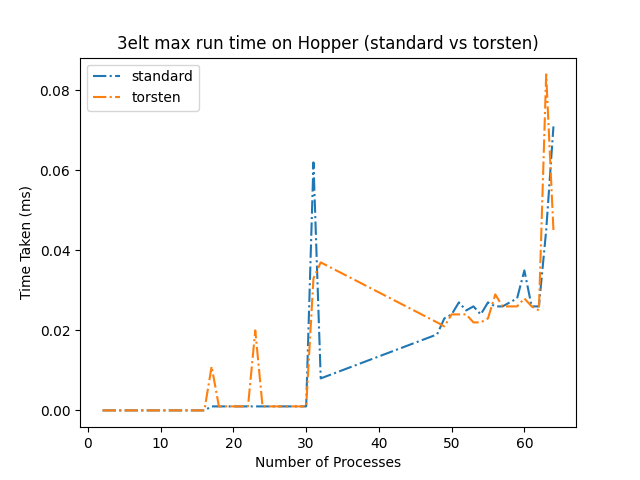 3elt max run time on Hopper (standard vs torsten)
standard
torsten
0.08
0.06
0.04
0.02
0.00
Time Taken (ms)
0 10 20 30 40 50 60
Number of Processes